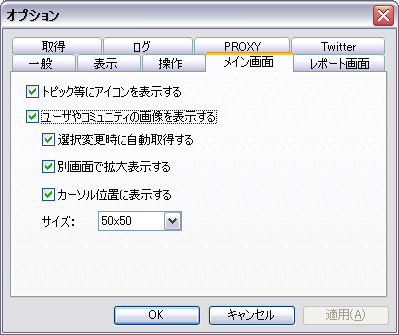 オプション
取得 ログ PROXY Twitter
一般 表示 操作 メイン画面 レポート画面
トピック等にアイコンを表示する
ユーザやコミュニティの画像を表示する
選択変更時に自動取得する
別画面で拡大表示する
カーソル位置に表示する
サイズ: 50x50
OK キャンセル 適用(A)